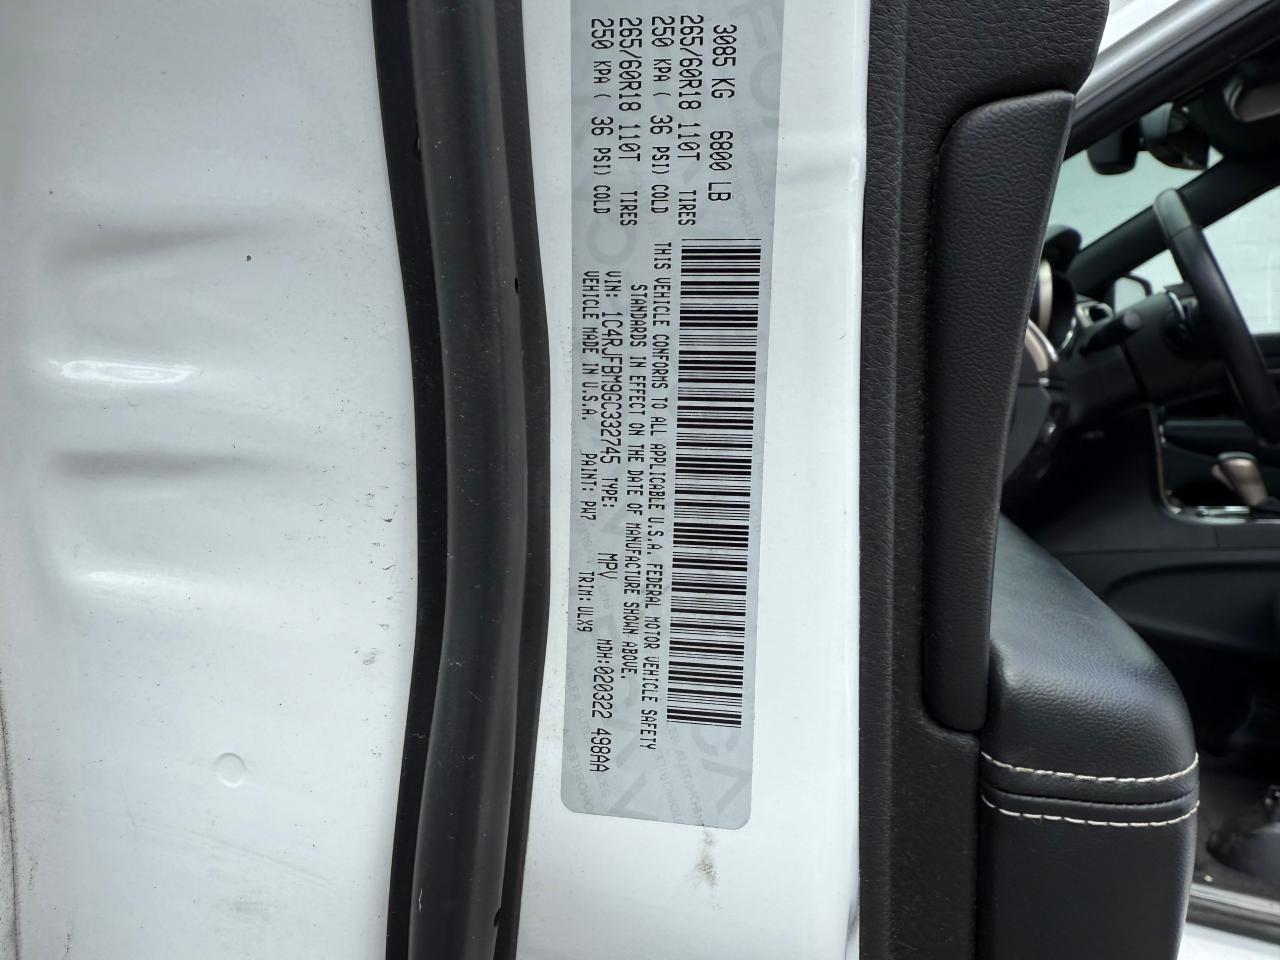 3085 KG 6800 LB
265/60R18 110T TIRES
250 KPA ( 36 PSI) COLD
265/60R18 110T TIRES
250 KPA ( 36 PSI) COLD
THIS VEHICLE CONFORMS TO ALL APPLICABLE U.S.A. FEDERAL MOTOR VEHICLE SAFETY
STANDARDS IN EFFECT ON THE DATE OF MANUFACTURE SHOWN ABOVE.
VIN: 1C4RJFBM9GC332745 TYPE: MPV MDH:020322 498AA
VEHICLE MADE IN U.S.A. PAINT: PW7 TRIM: ULX9